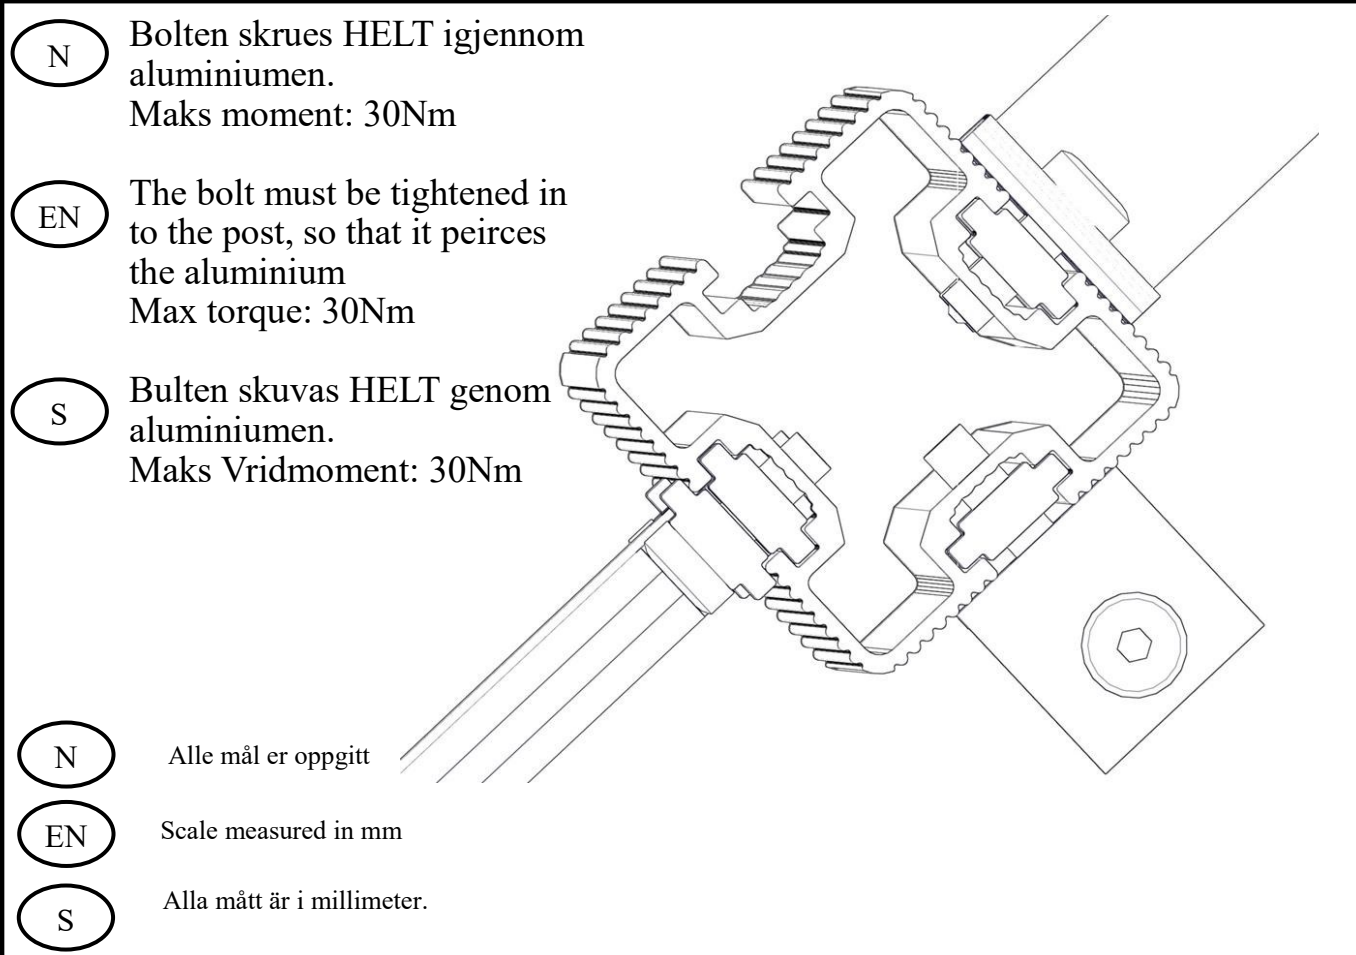 N
Bolten skrues HELT igjennom
aluminiumen.
Maks moment: 30Nm
EN
The bolt must be tightened in
to the post, so that it peirces
the aluminium
Max torque: 30Nm
S
Bulten skuvas HELT genom
aluminiumen.
Maks Vridmoment: 30Nm
N
Alle mål er oppgitt
EN
Scale measured in mm
S
Alla mått är i millimeter.